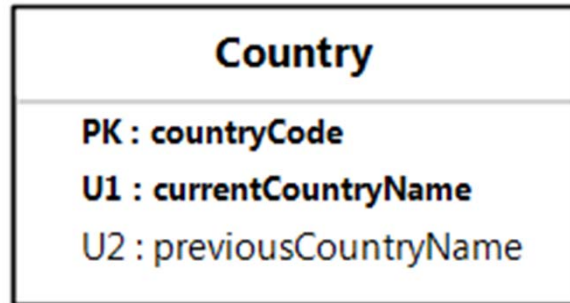 Country
PK : countryCode
U1 : currentCountryName
U2 : previousCountryName